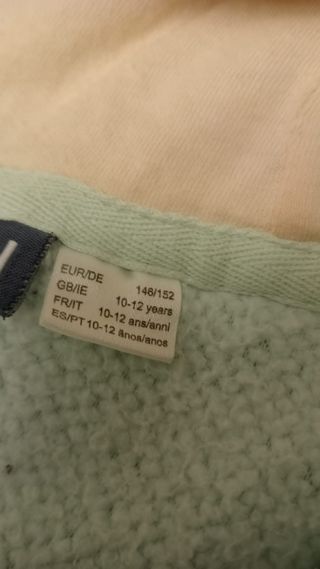 EUR/DE 146/152
GB/IE 10-12 years
FR/IT 10-12 ans/anni
ES/PT 10-12 años/anos